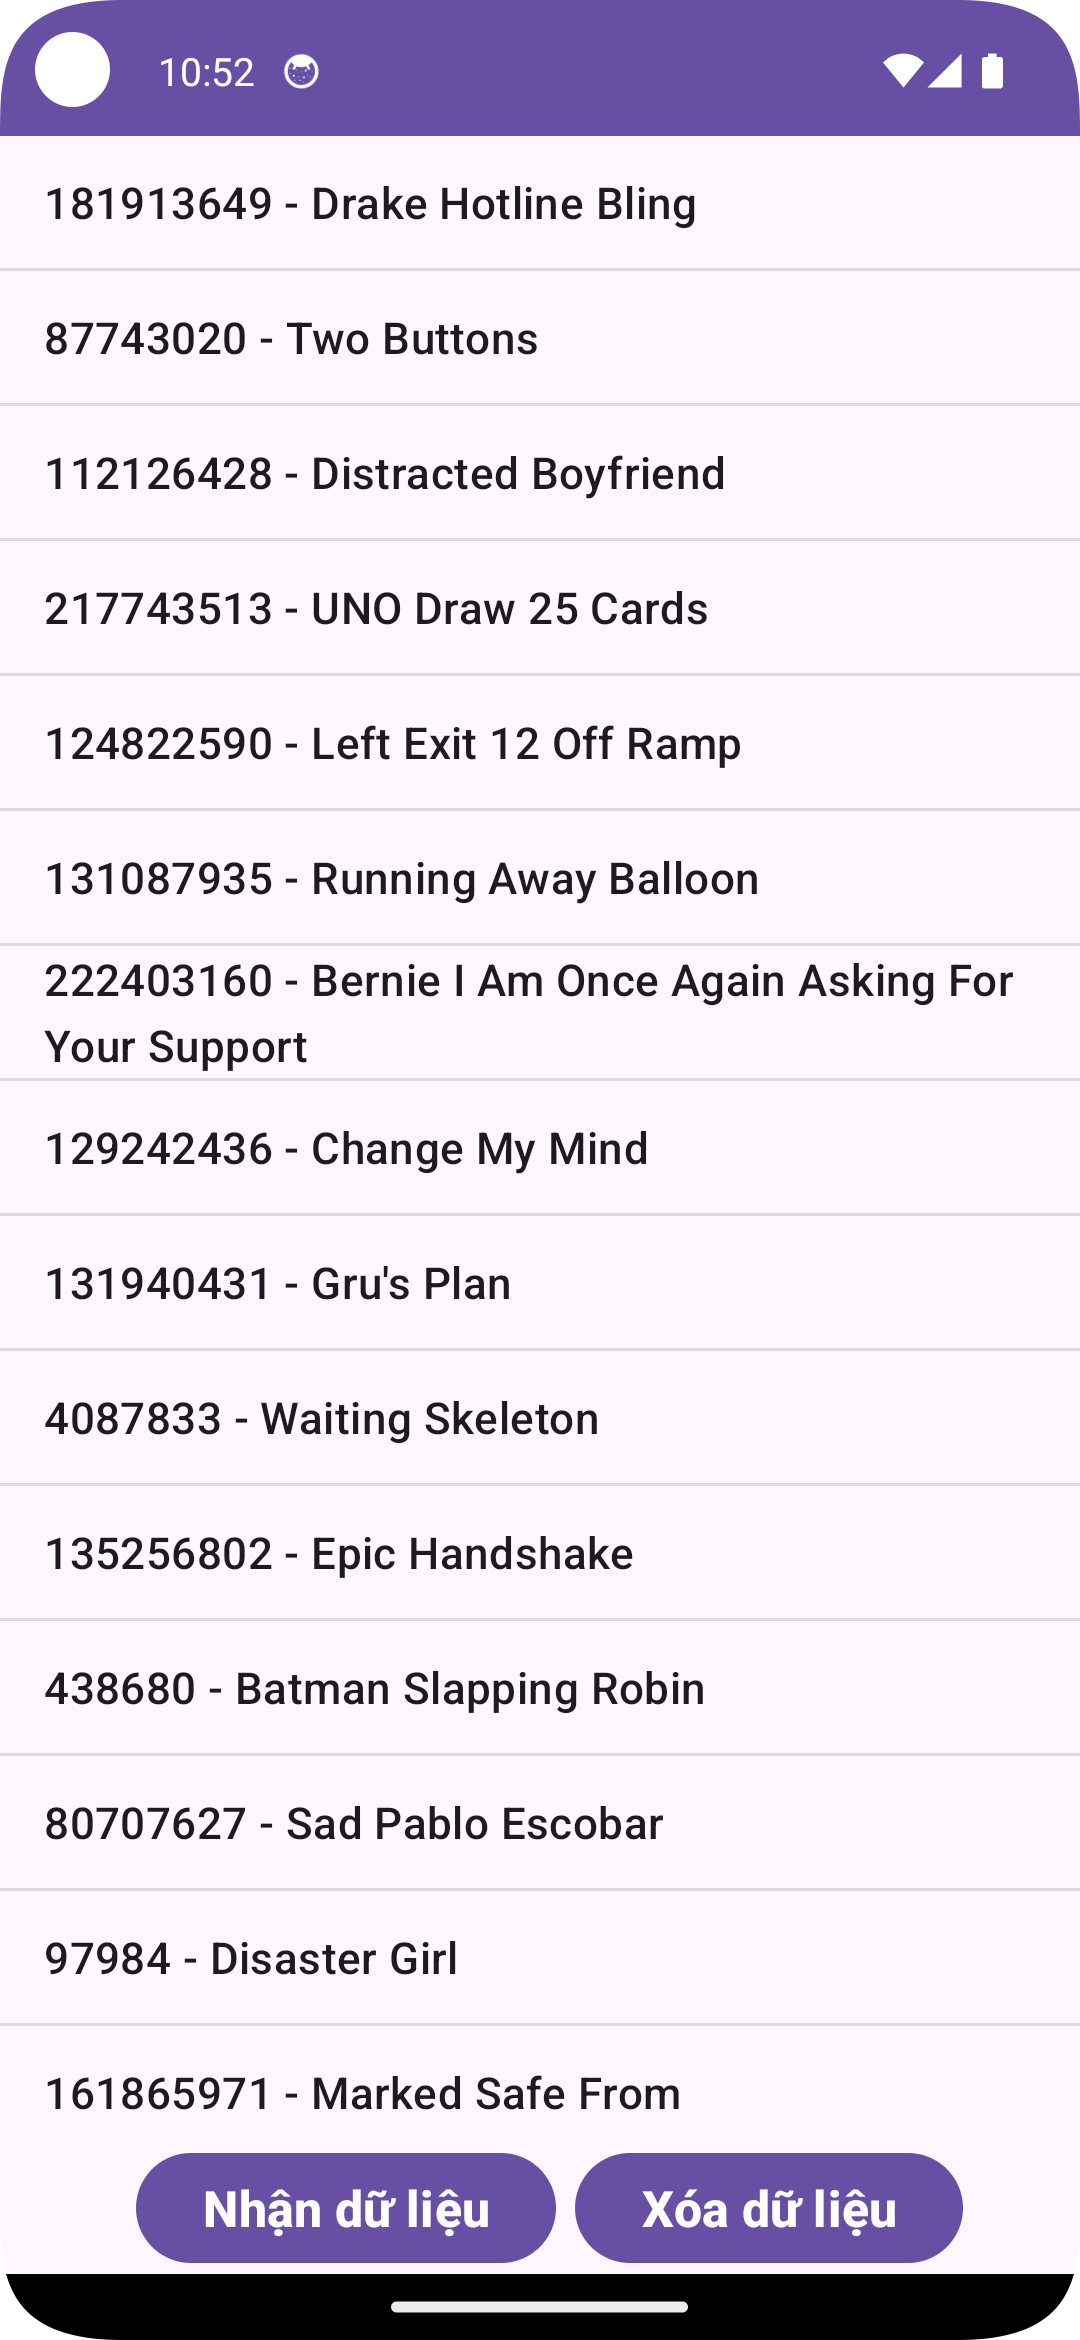 10:52
181913649 - Drake Hotline Bling
87743020 - Two Buttons
112126428 - Distracted Boyfriend
217743513 - UNO Draw 25 Cards
124822590 - Left Exit 12 Off Ramp
131087935 - Running Away Balloon
222403160 - Bernie I Am Once Again Asking For
Your Support
129242436 - Change My Mind
131940431 - Gru's Plan
4087833 - Waiting Skeleton
135256802 - Epic Handshake
438680 - Batman Slapping Robin
80707627 - Sad Pablo Escobar
97984 - Disaster Girl
161865971 - Marked Safe From
Nhận dữ liệu
Xóa dữ liệu